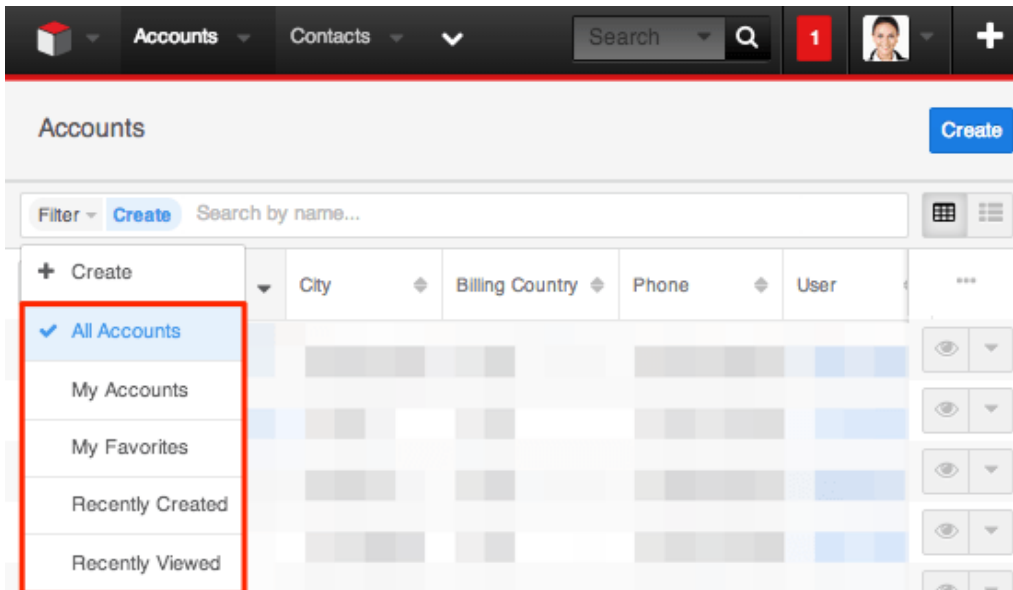 Accounts Contacts Search 1
Accounts Create
Filter Create Search by name...
Create
City Billing Country Phone User
All Accounts
My Accounts
My Favorites
Recently Created
Recently Viewed